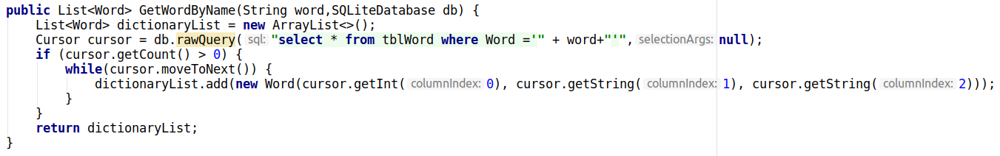 public List<Word> GetWordByName(String word,SQLiteDatabase db) {
    List<Word> dictionaryList = new ArrayList<>();
    Cursor cursor = db.rawQuery( sql: "select * from tblWord where Word ='" + word+"'", selectionArgs: null);
    if (cursor.getCount() > 0) {
        while(cursor.moveToNext()) {
            dictionaryList.add(new Word(cursor.getInt( columnIndex: 0), cursor.getString( columnIndex: 1), cursor.getString( columnIndex: 2)));
        }
    }
    return dictionaryList;
}